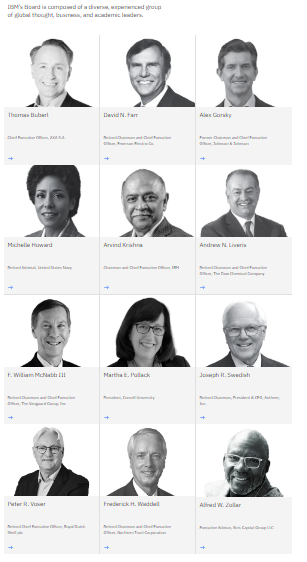 IBM's Board is composed of a diverse, experienced group
of global thought, business, and academic leaders.
Thomas Buberl
David N. Farr
Alex Gorsky
Chief Executive Officer, AXA S.A.
Retired Chairman and Chief Executive
Officer, Emerson Electric Co.
Former Chairman and Chief Executive
Officer, Johnson & Johnson
Michelle Howard
Arvind Krishna
Andrew N. Liveris
Retired Admiral, United States Navy
Chairman and Chief Executive Officer, IBM
Retired Chairman and Chief Executive
Officer, The Dow Chemical Company
F. William McNabb III
Martha E. Pollack
Joseph R. Swedish
Retired Chairman and Chief Executive
Officer, The Vanguard Group, Inc.
President, Cornell University
Retired Chairman, President & CEO, Anthem,
Inc.
Peter R. Voser
Frederick H. Waddell
Alfred W. Zollar
Retired Chief Executive Officer, Royal Dutch
Shell plc
Retired Chairman and Chief Executive
Officer, Northern Trust Corporation
Executive Advisor, Siris Capital Group LLC